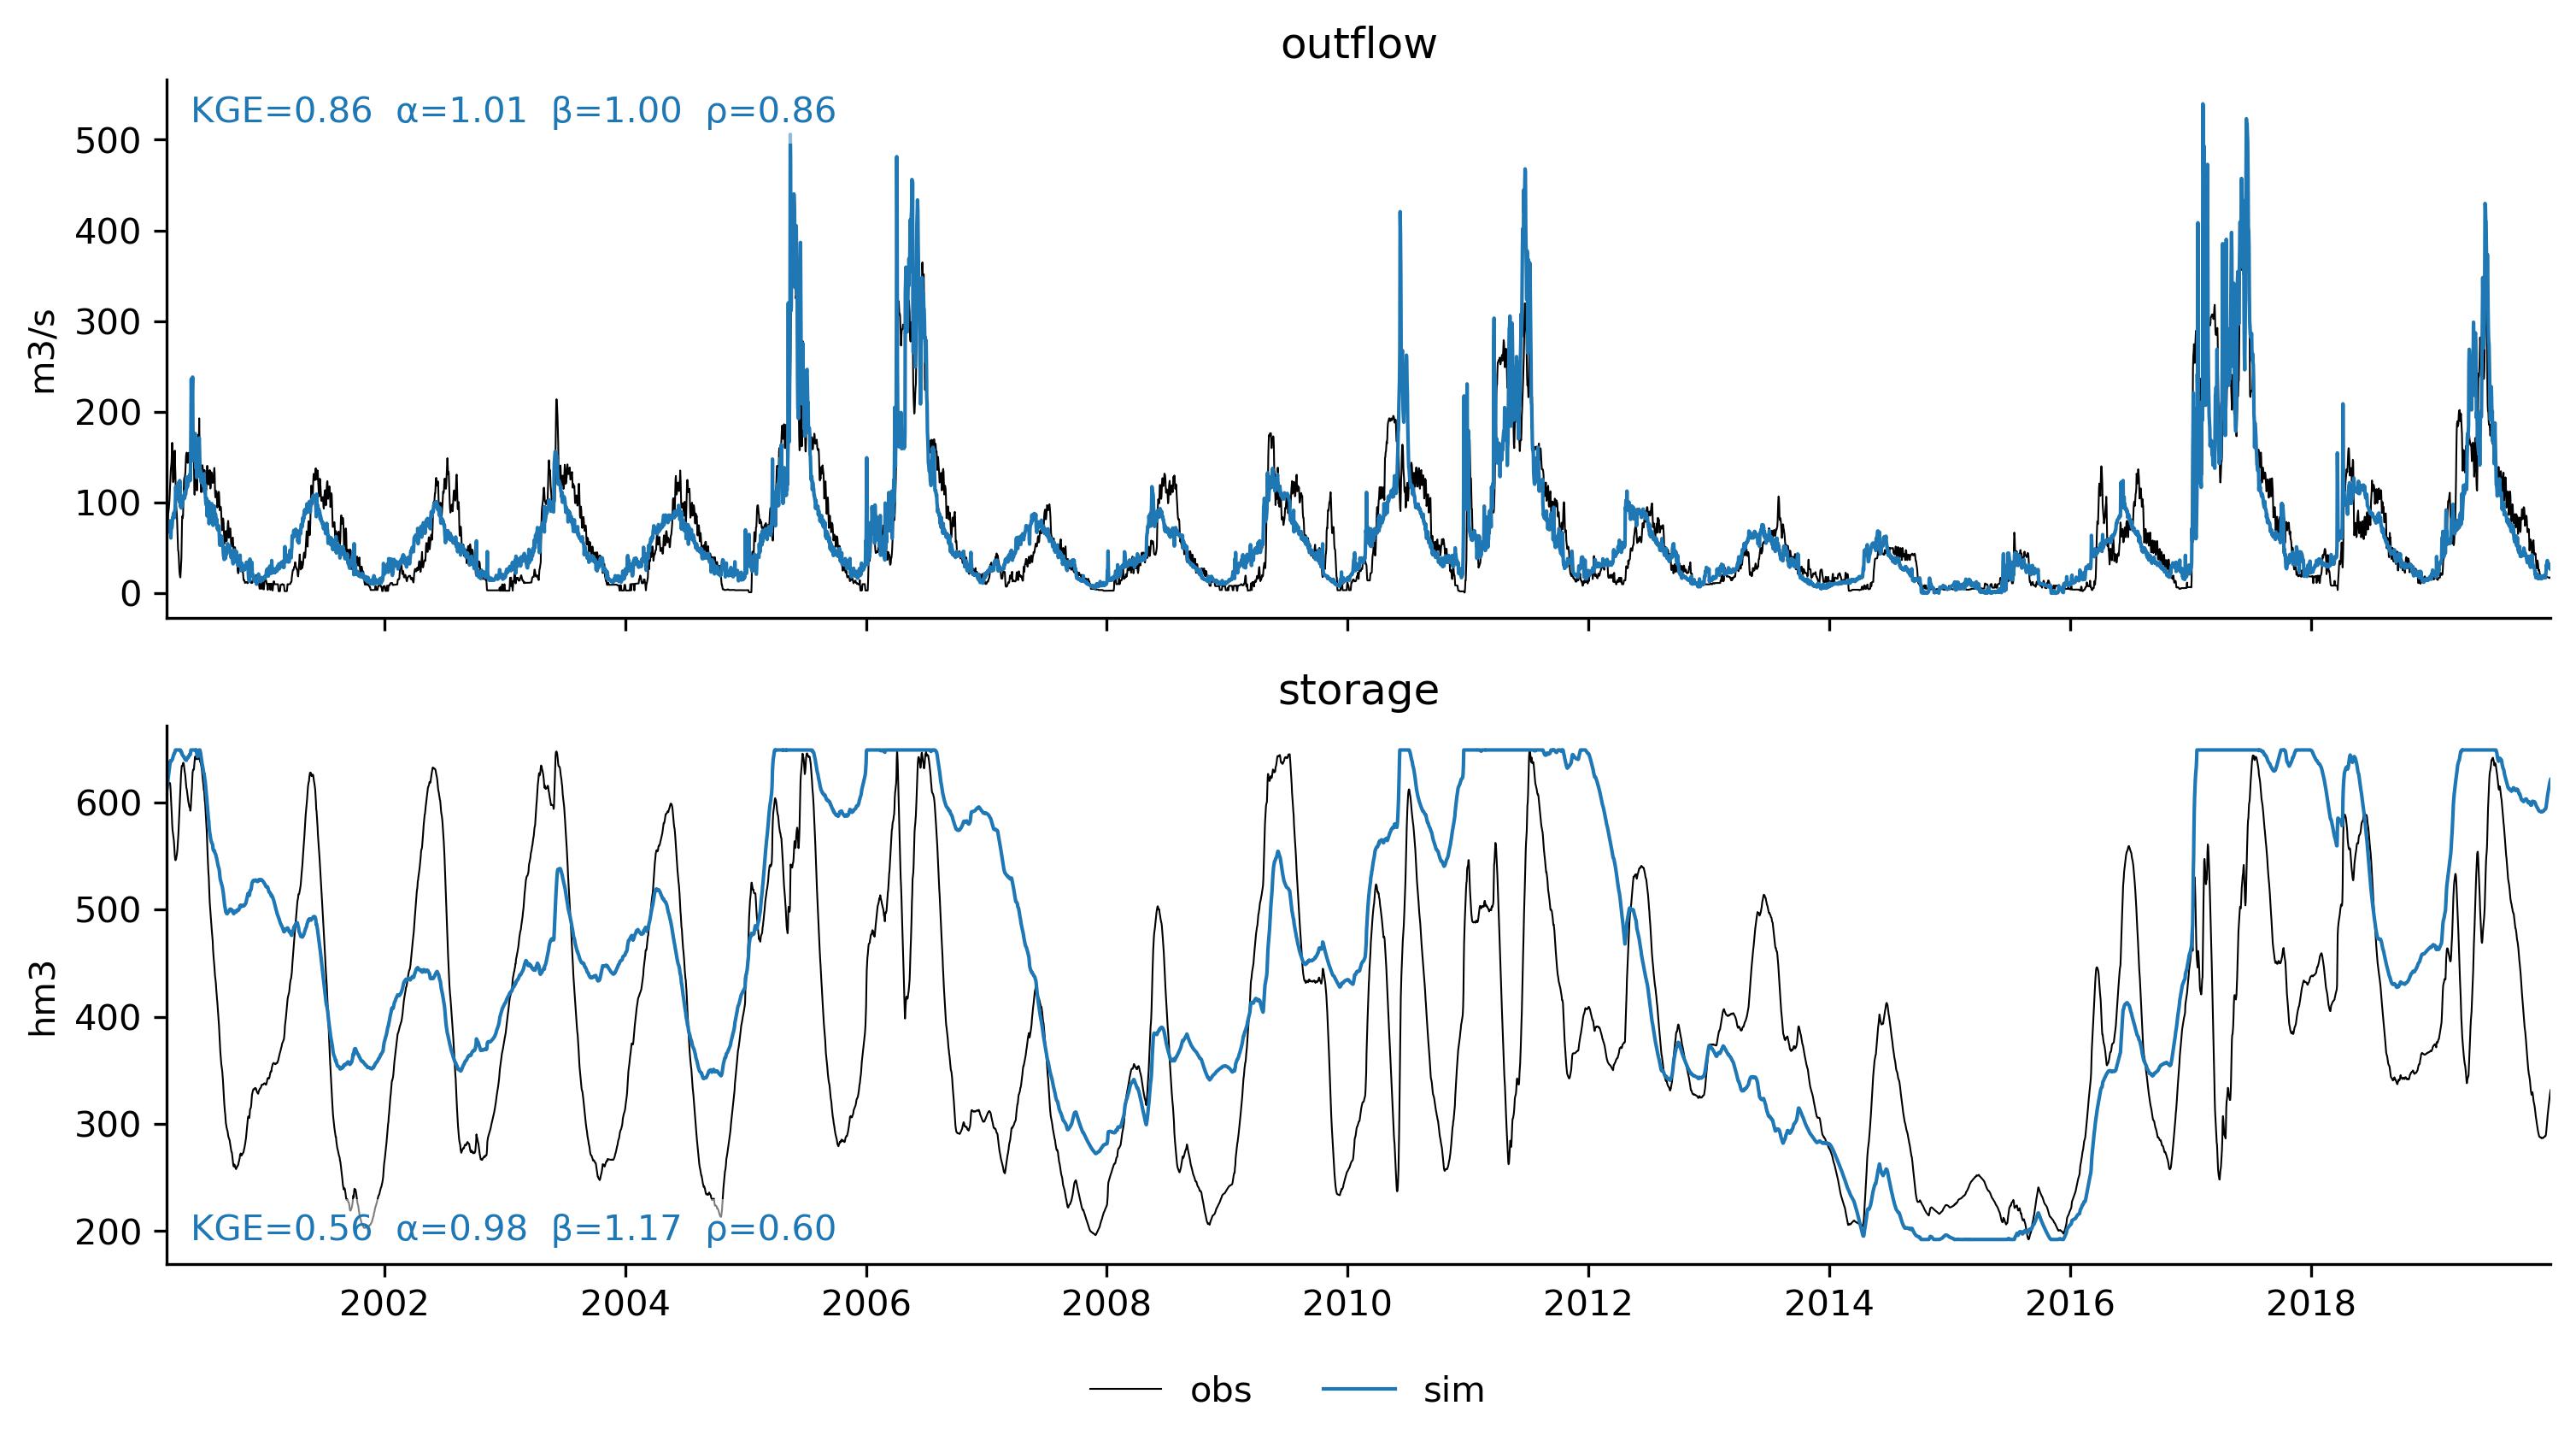 outflow
KGE=0.86 α=1.01 β=1.00 ρ=0.86
m3/s
500
400
300
200
100
0
storage
hm3
600
500
400
300
200
KGE=0.56 α=0.98 β=1.17 ρ=0.60
2002 2004 2006 2008 2010 2012 2014 2016 2018
obs sim